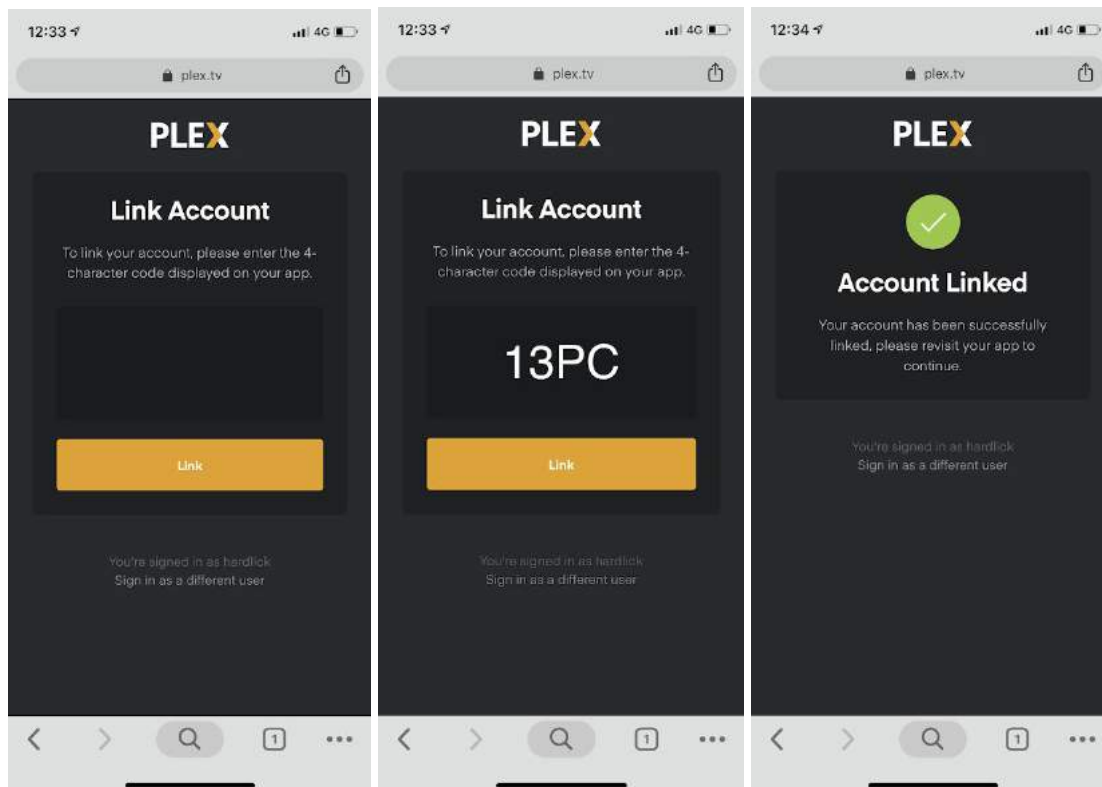 12:33
4G
plex.tv
PLEX
Link Account
To link your account, please enter the 4-
character code displayed on your app.
Link
You're signed in as hardlick
Sign in as a different user
1
12:33
4G
plex.tv
PLEX
Link Account
To link your account, please enter the 4-
character code displayed on your app.
13PC
Link
You're signed in as hardlick
Sign in as a different user
1
12:34
4G
plex.tv
PLEX
Account Linked
Your account has been successfully
linked, please revisit your app to
continue.
You're signed in as hardlick
Sign in as a different user
1